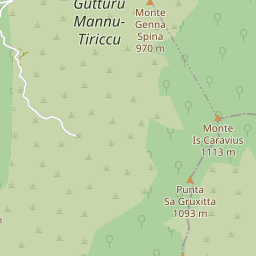 Gutturu
Mannu-
Tiriccu
Monte
Genna
Spina
970 m
Monte
Is Caravius
1113 m
Punta
Sa Gruxitta
1093 m